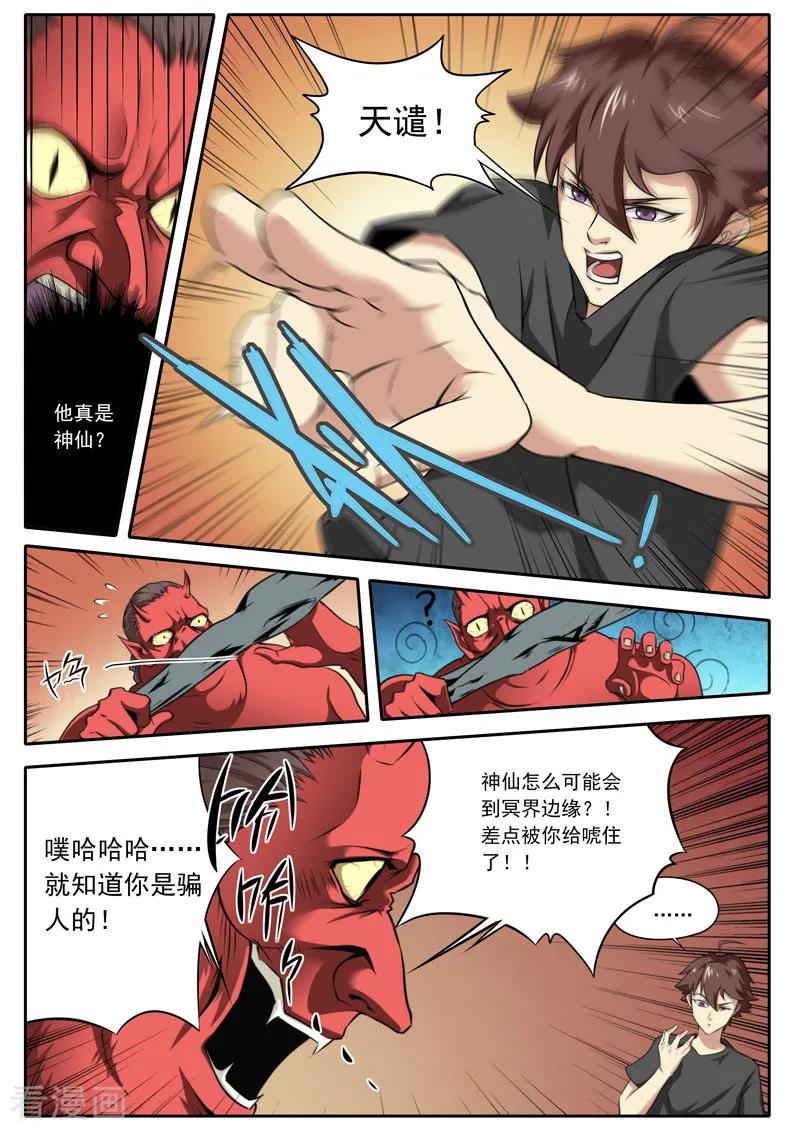 天谴！
他真是
神仙？
！
？
呜
哈
哈
噗哈哈哈……
就知道你是骗
人的！
神仙怎么可能会
到冥界边缘？！
差点被你给唬住
了！！
……
看漫画